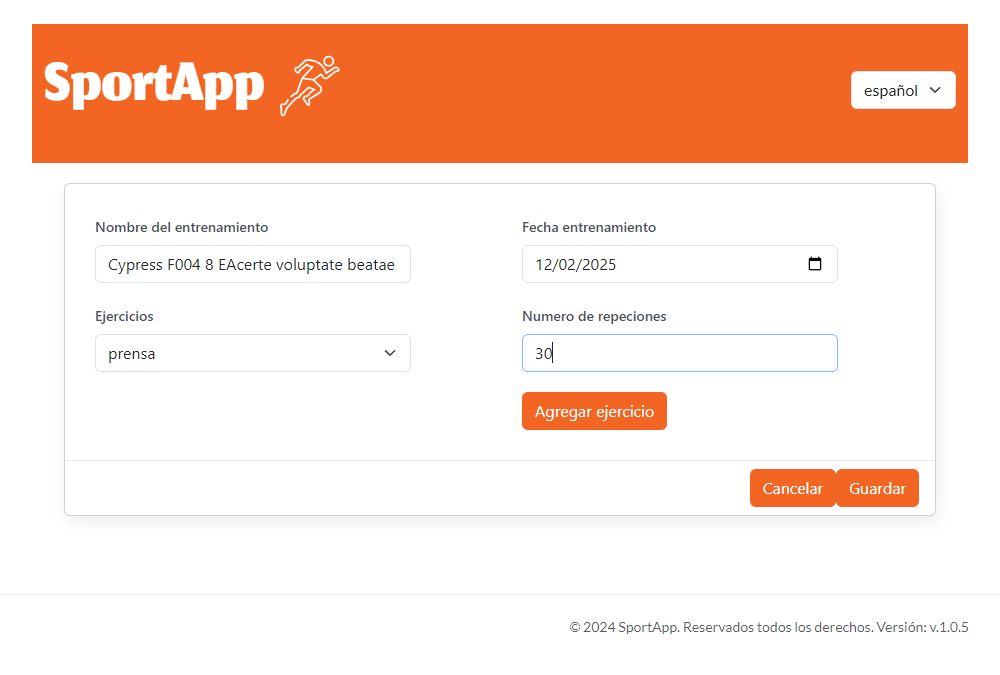 SportApp
español
Nombre del entrenamiento
Fecha entrenamiento
Cypress F004 8 EAcerte voluptate beatae
12/02/2025
Ejercicios
Numero de repeciones
prensa
30
Agregar ejercicio
Cancelar
Guardar
© 2024 SportApp. Reservados todos los derechos. Versión: v.1.0.5